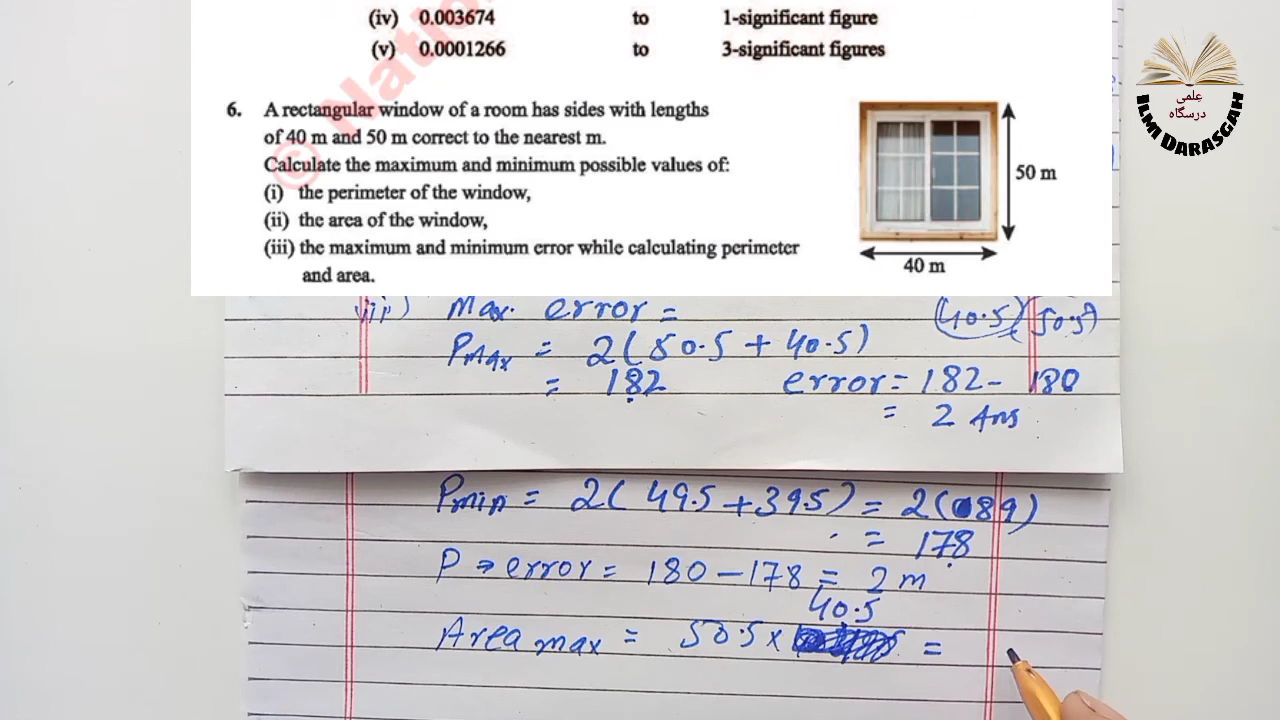 (iv) 0.003674 to 1-significant figure
(v) 0.0001266 to 3-significant figures
6. A rectangular window of a room has sides with lengths
of 40 m and 50 m correct to the nearest m.
Calculate the maximum and minimum possible values of:
(i) the perimeter of the window,
(ii) the area of the window,
(iii) the maximum and minimum error while calculating perimeter
and area.
50 m
40 m
© Natio
علمی
درسگاہ
ILMI DARASGAH
iii) Max. error =
(40.5)(50.5)
PMax = 2(50.5 + 40.5)
= 182 error = 182 - 180
= 2 Ans
Pmin = 2(49.5 + 39.5) = 2(89)
= 178
P → error = 180 - 178 = 2 m
40.5
Area max = 50.5 x =